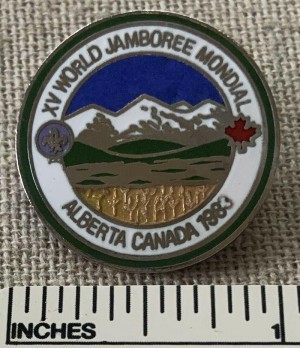 XV WORLD JAMBOREE MONDIAL
ALBERTA CANADA 1983
INCHES 1